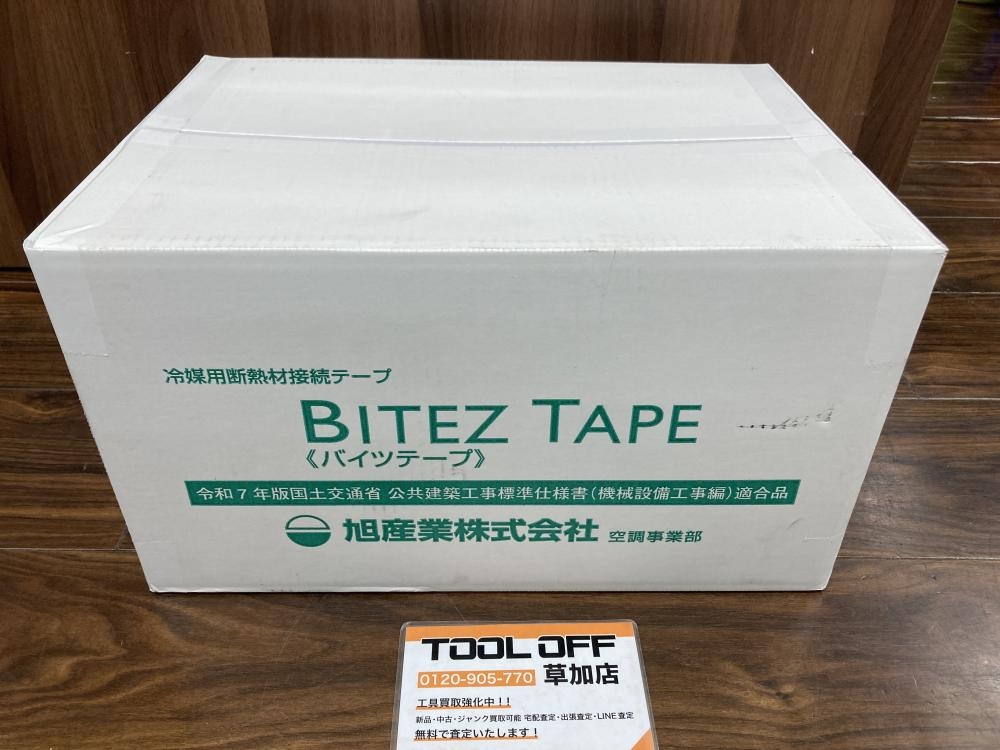 冷媒用断熱材接続テープ
BITEZ TAPE
《バイツテープ》
令和7年版国土交通省 公共建築工事標準仕様書(機械設備工事編)適合品
旭産業株式会社 空調事業部
TOOL OFF
0120-905-770 草加店
工具買取強化中!!
新品・中古・ジャンク買取可能 宅配査定・出張査定・LINE査定
無料で査定いたします!